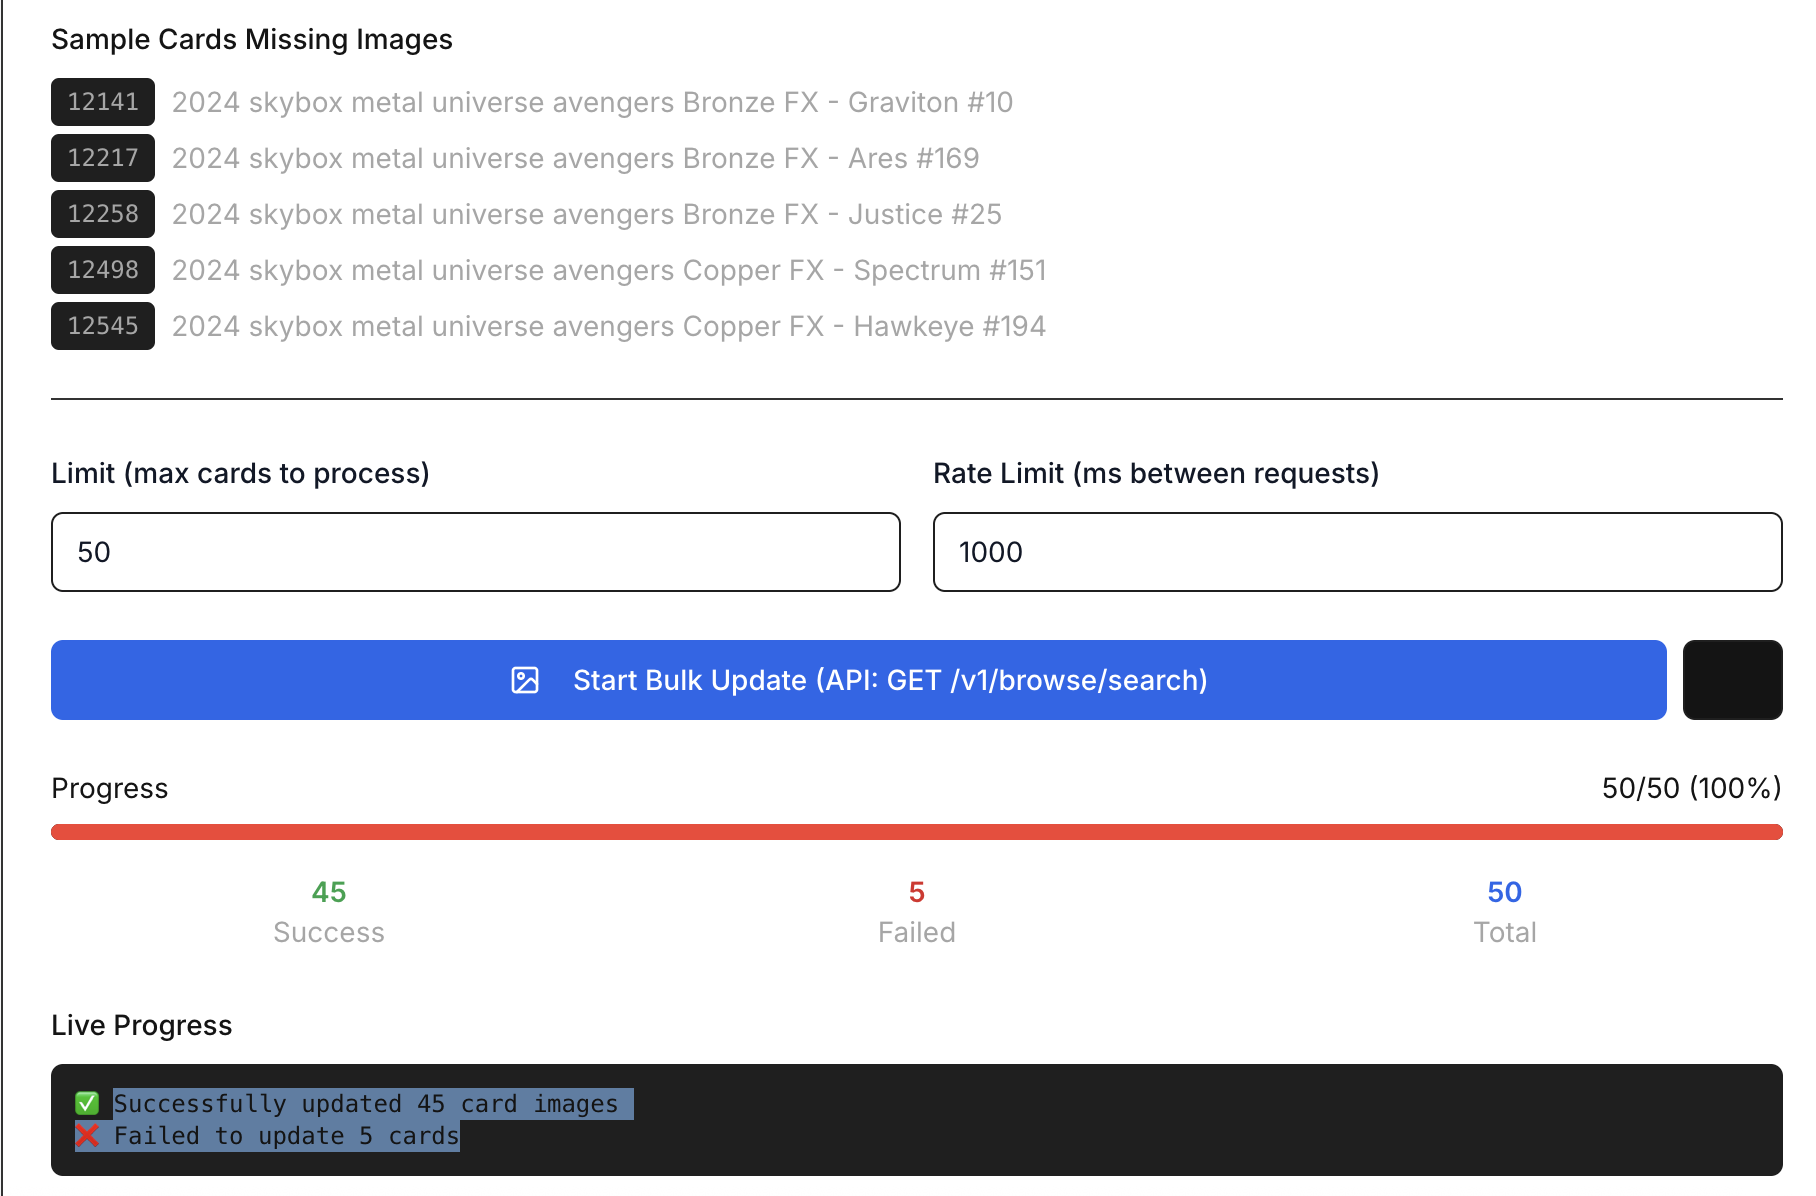 Sample Cards Missing Images
12141 2024 skybox metal universe avengers Bronze FX - Graviton #10
12217 2024 skybox metal universe avengers Bronze FX - Ares #169
12258 2024 skybox metal universe avengers Bronze FX - Justice #25
12498 2024 skybox metal universe avengers Copper FX - Spectrum #151
12545 2024 skybox metal universe avengers Copper FX - Hawkeye #194
Limit (max cards to process)
Rate Limit (ms between requests)
50
1000
Start Bulk Update (API: GET /v1/browse/search)
Progress
50/50 (100%)
45
Success
5
Failed
50
Total
Live Progress
✅ Successfully updated 45 card images
❌ Failed to update 5 cards